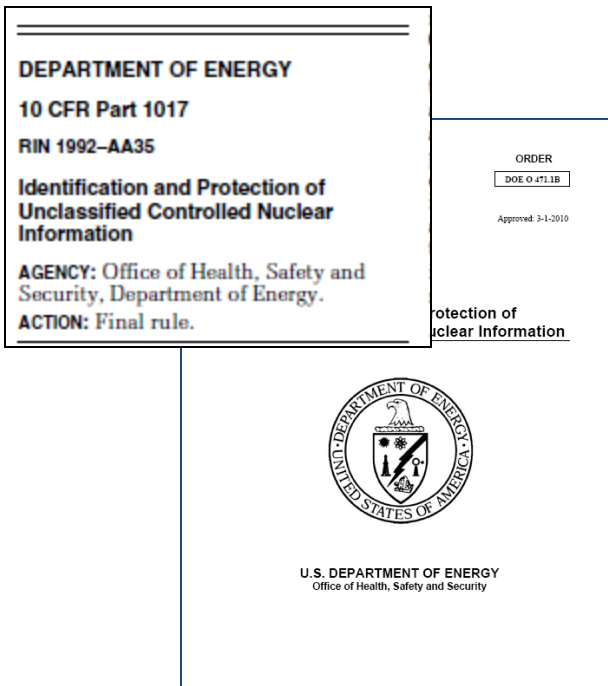 DEPARTMENT OF ENERGY
10 CFR Part 1017
RIN 1992–AA35
Identification and Protection of
Unclassified Controlled Nuclear
Information
AGENCY: Office of Health, Safety and
Security, Department of Energy.
ACTION: Final rule.
ORDER
DOE O 471.1B
Approved: 3-1-2010
rotection of
uclear Information
DEPARTMENT OF ENERGY
UNITED STATES OF AMERICA
U.S. DEPARTMENT OF ENERGY
Office of Health, Safety and Security